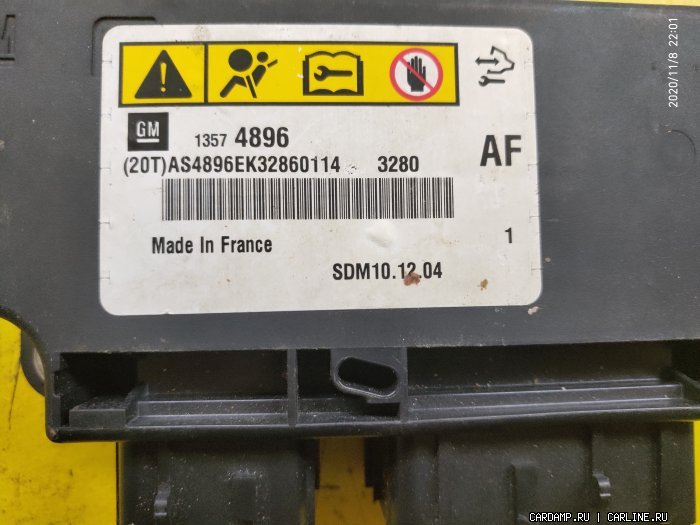 2020/11/8 22:01
GM
1357 4896
(20T)AS4896EK32860114 3280
AF
Made In France
1
SDM10.12.04
CARDAMP.RU | CARLINE.RU